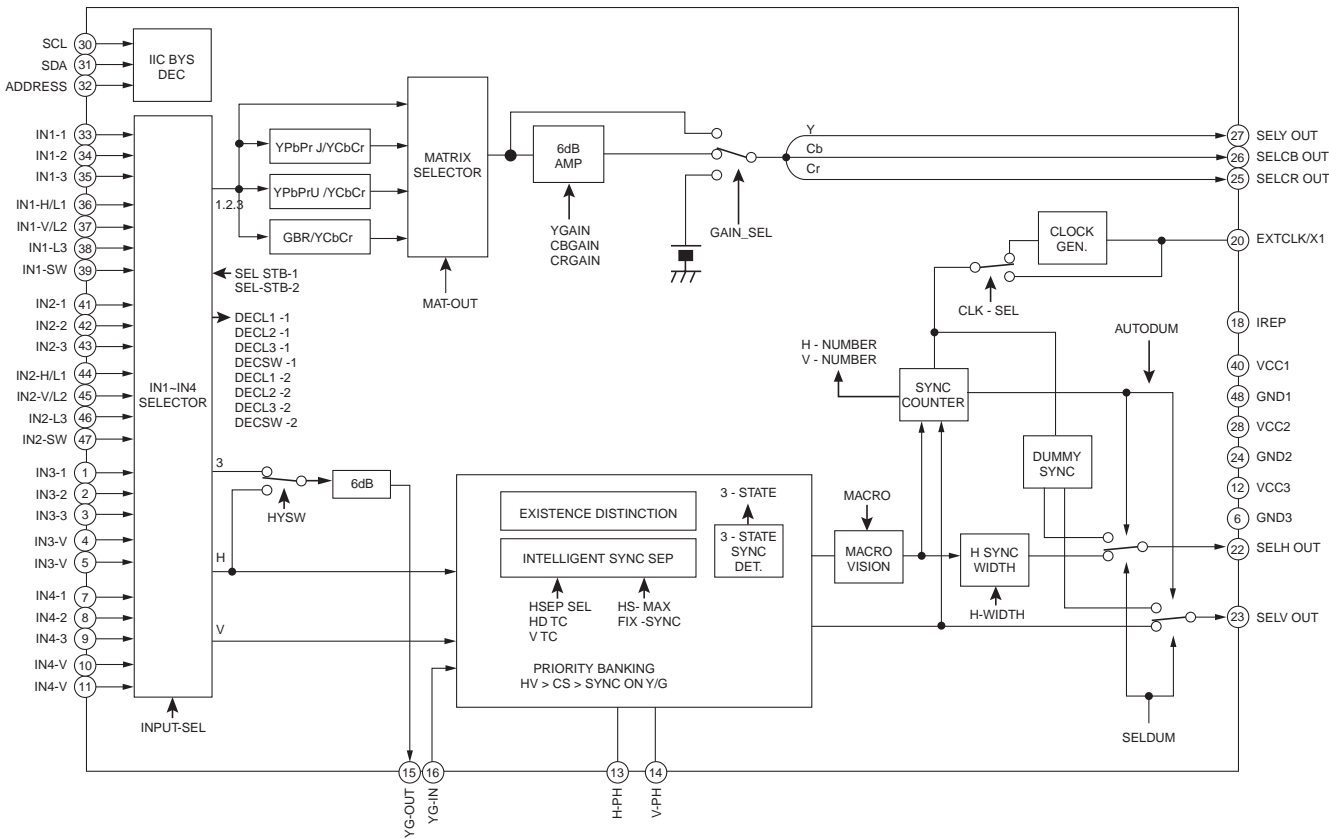 SCL 30
SDA 31
ADDRESS 32
IIC BYS
DEC
IN1-1 33
IN1-2 34
IN1-3 35
IN1-H/L1 36
IN1-V/L2 37
IN1-L3 38
IN1-SW 39
IN2-1 41
IN2-2 42
IN2-3 43
IN2-H/L1 44
IN2-V/L2 45
IN2-L3 46
IN2-SW 47
IN3-1 1
IN3-2 2
IN3-3 3
IN3-V 4
IN3-V 5
IN4-1 7
IN4-2 8
IN4-3 9
IN4-V 10
IN4-V 11
IN1~IN4
SELECTOR
INPUT-SEL
1.2.3
YPbPr J/YCbCr
YPbPrU /YCbCr
GBR/YCbCr
MATRIX
SELECTOR
MAT-OUT
SEL STB-1
SEL-STB-2
DECL1 -1
DECL2 -1
DECL3 -1
DECSW -1
DECL1 -2
DECL2 -2
DECL3 -2
DECSW -2
6dB
AMP
YGAIN
CBGAIN
CRGAIN
GAIN_SEL
Y
Cb
Cr
27 SELY OUT
26 SELCB OUT
25 SELCR OUT
CLOCK
GEN.
20 EXTCLK/X1
CLK - SEL
18 IREP
AUTODUM
40 VCC1
48 GND1
28 VCC2
24 GND2
12 VCC3
6 GND3
22 SELH OUT
23 SELV OUT
H - NUMBER
V - NUMBER
SYNC
COUNTER
DUMMY
SYNC
3
HYSW
6dB
H
V
EXISTENCE DISTINCTION
INTELLIGENT SYNC SEP
HSEP SEL
HD TC
V TC
HS- MAX
FIX -SYNC
3 - STATE
3 - STATE
SYNC
DET.
PRIORITY BANKING
HV > CS > SYNC ON Y/G
MACRO
MACRO
VISION
H SYNC
WIDTH
H-WIDTH
SELDUM
15 YG-OUT
16 YG-IN
13 H-PH
14 V-PH